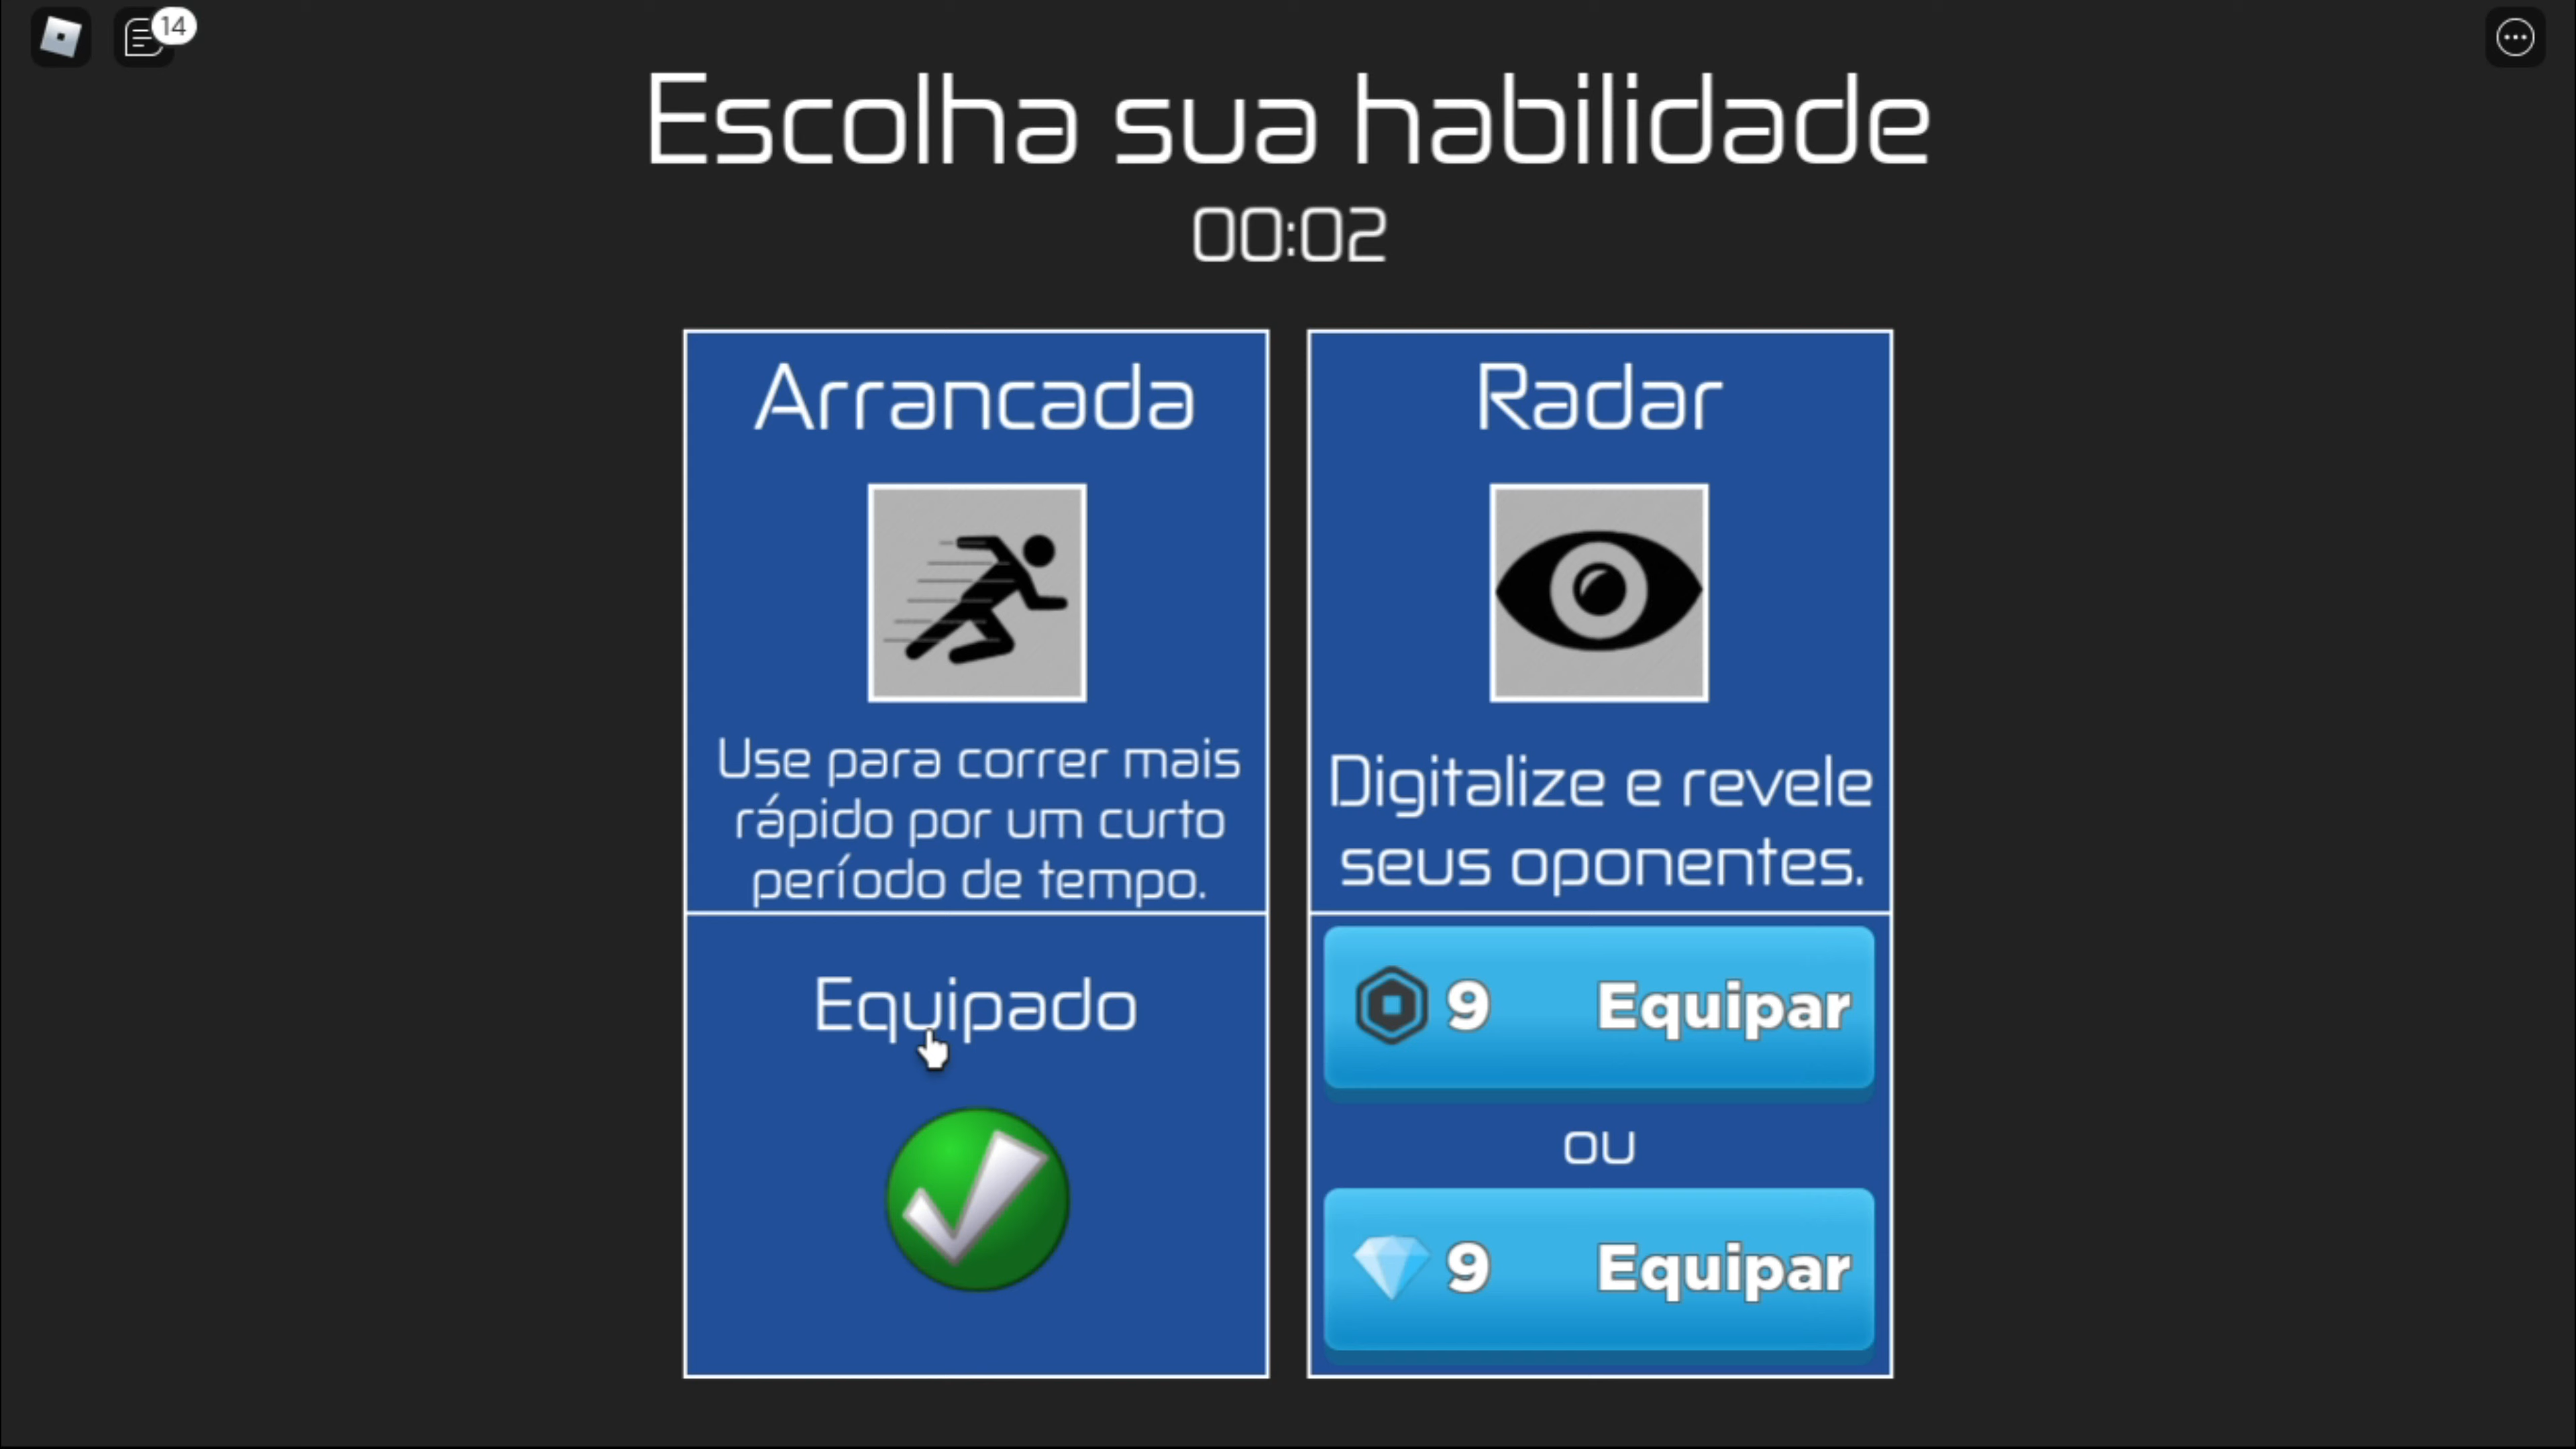 14
Escolha sua habilidade
00:02
Arrancada
Use para correr mais
rápido por um curto
período de tempo.
Equipado
Radar
Digitalize e revele
seus oponentes.
9 Equipar
ou
9 Equipar